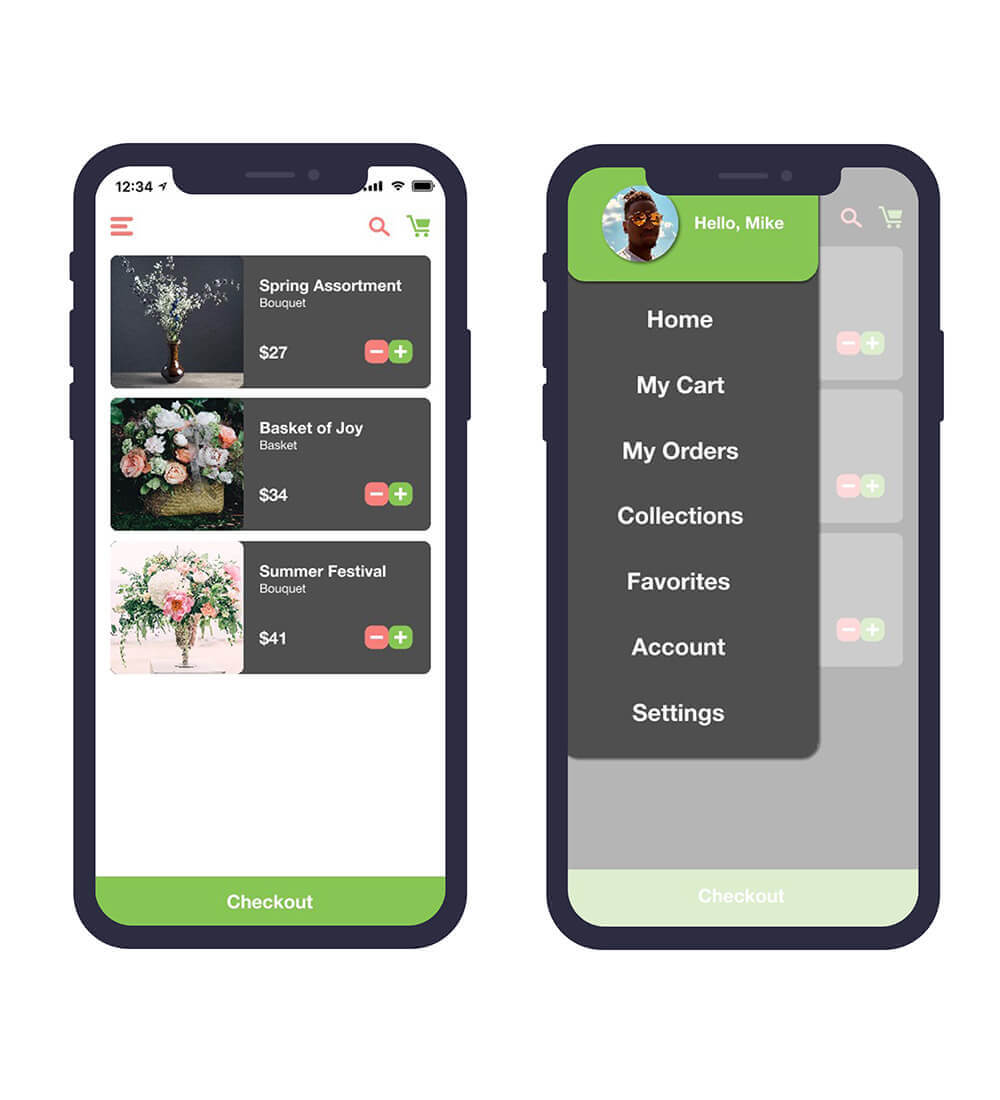 12:34
Spring Assortment
Bouquet
$27
Basket of Joy
Basket
$34
Summer Festival
Bouquet
$41
Checkout
Hello, Mike
Home
My Cart
My Orders
Collections
Favorites
Account
Settings
Checkout